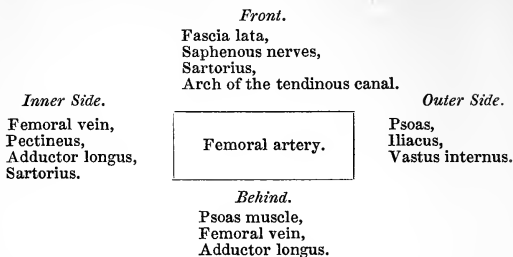 Front.
Fascia lata,
Saphenous nerves,
Sartorius,
Arch of the tendinous canal.
Inner Side.
Femoral vein,
Pectineus,
Adductor longus,
Sartorius.
Femoral artery.
Outer Side.
Psoas,
Iliacus,
Vastus internus.
Behind.
Psoas muscle,
Femoral vein,
Adductor longus.